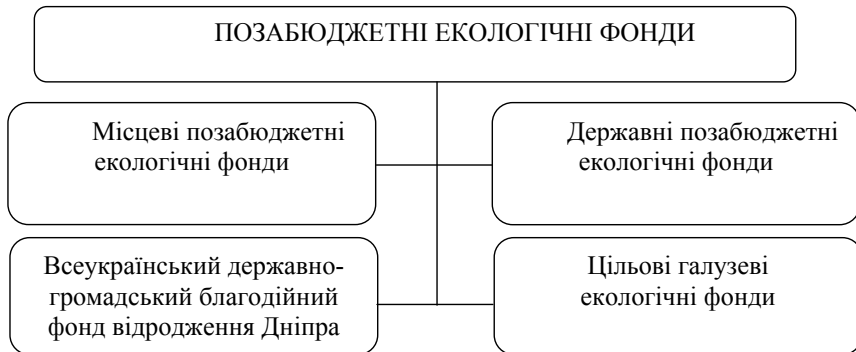 ПОЗАБЮДЖЕТНІ ЕКОЛОГІЧНІ ФОНДИ
Місцеві позабюджетні
екологічні фонди
Державні позабюджетні
екологічні фонди
Всеукраїнський державно-
громадський благодійний
фонд відродження Дніпра
Цільові галузеві
екологічні фонди